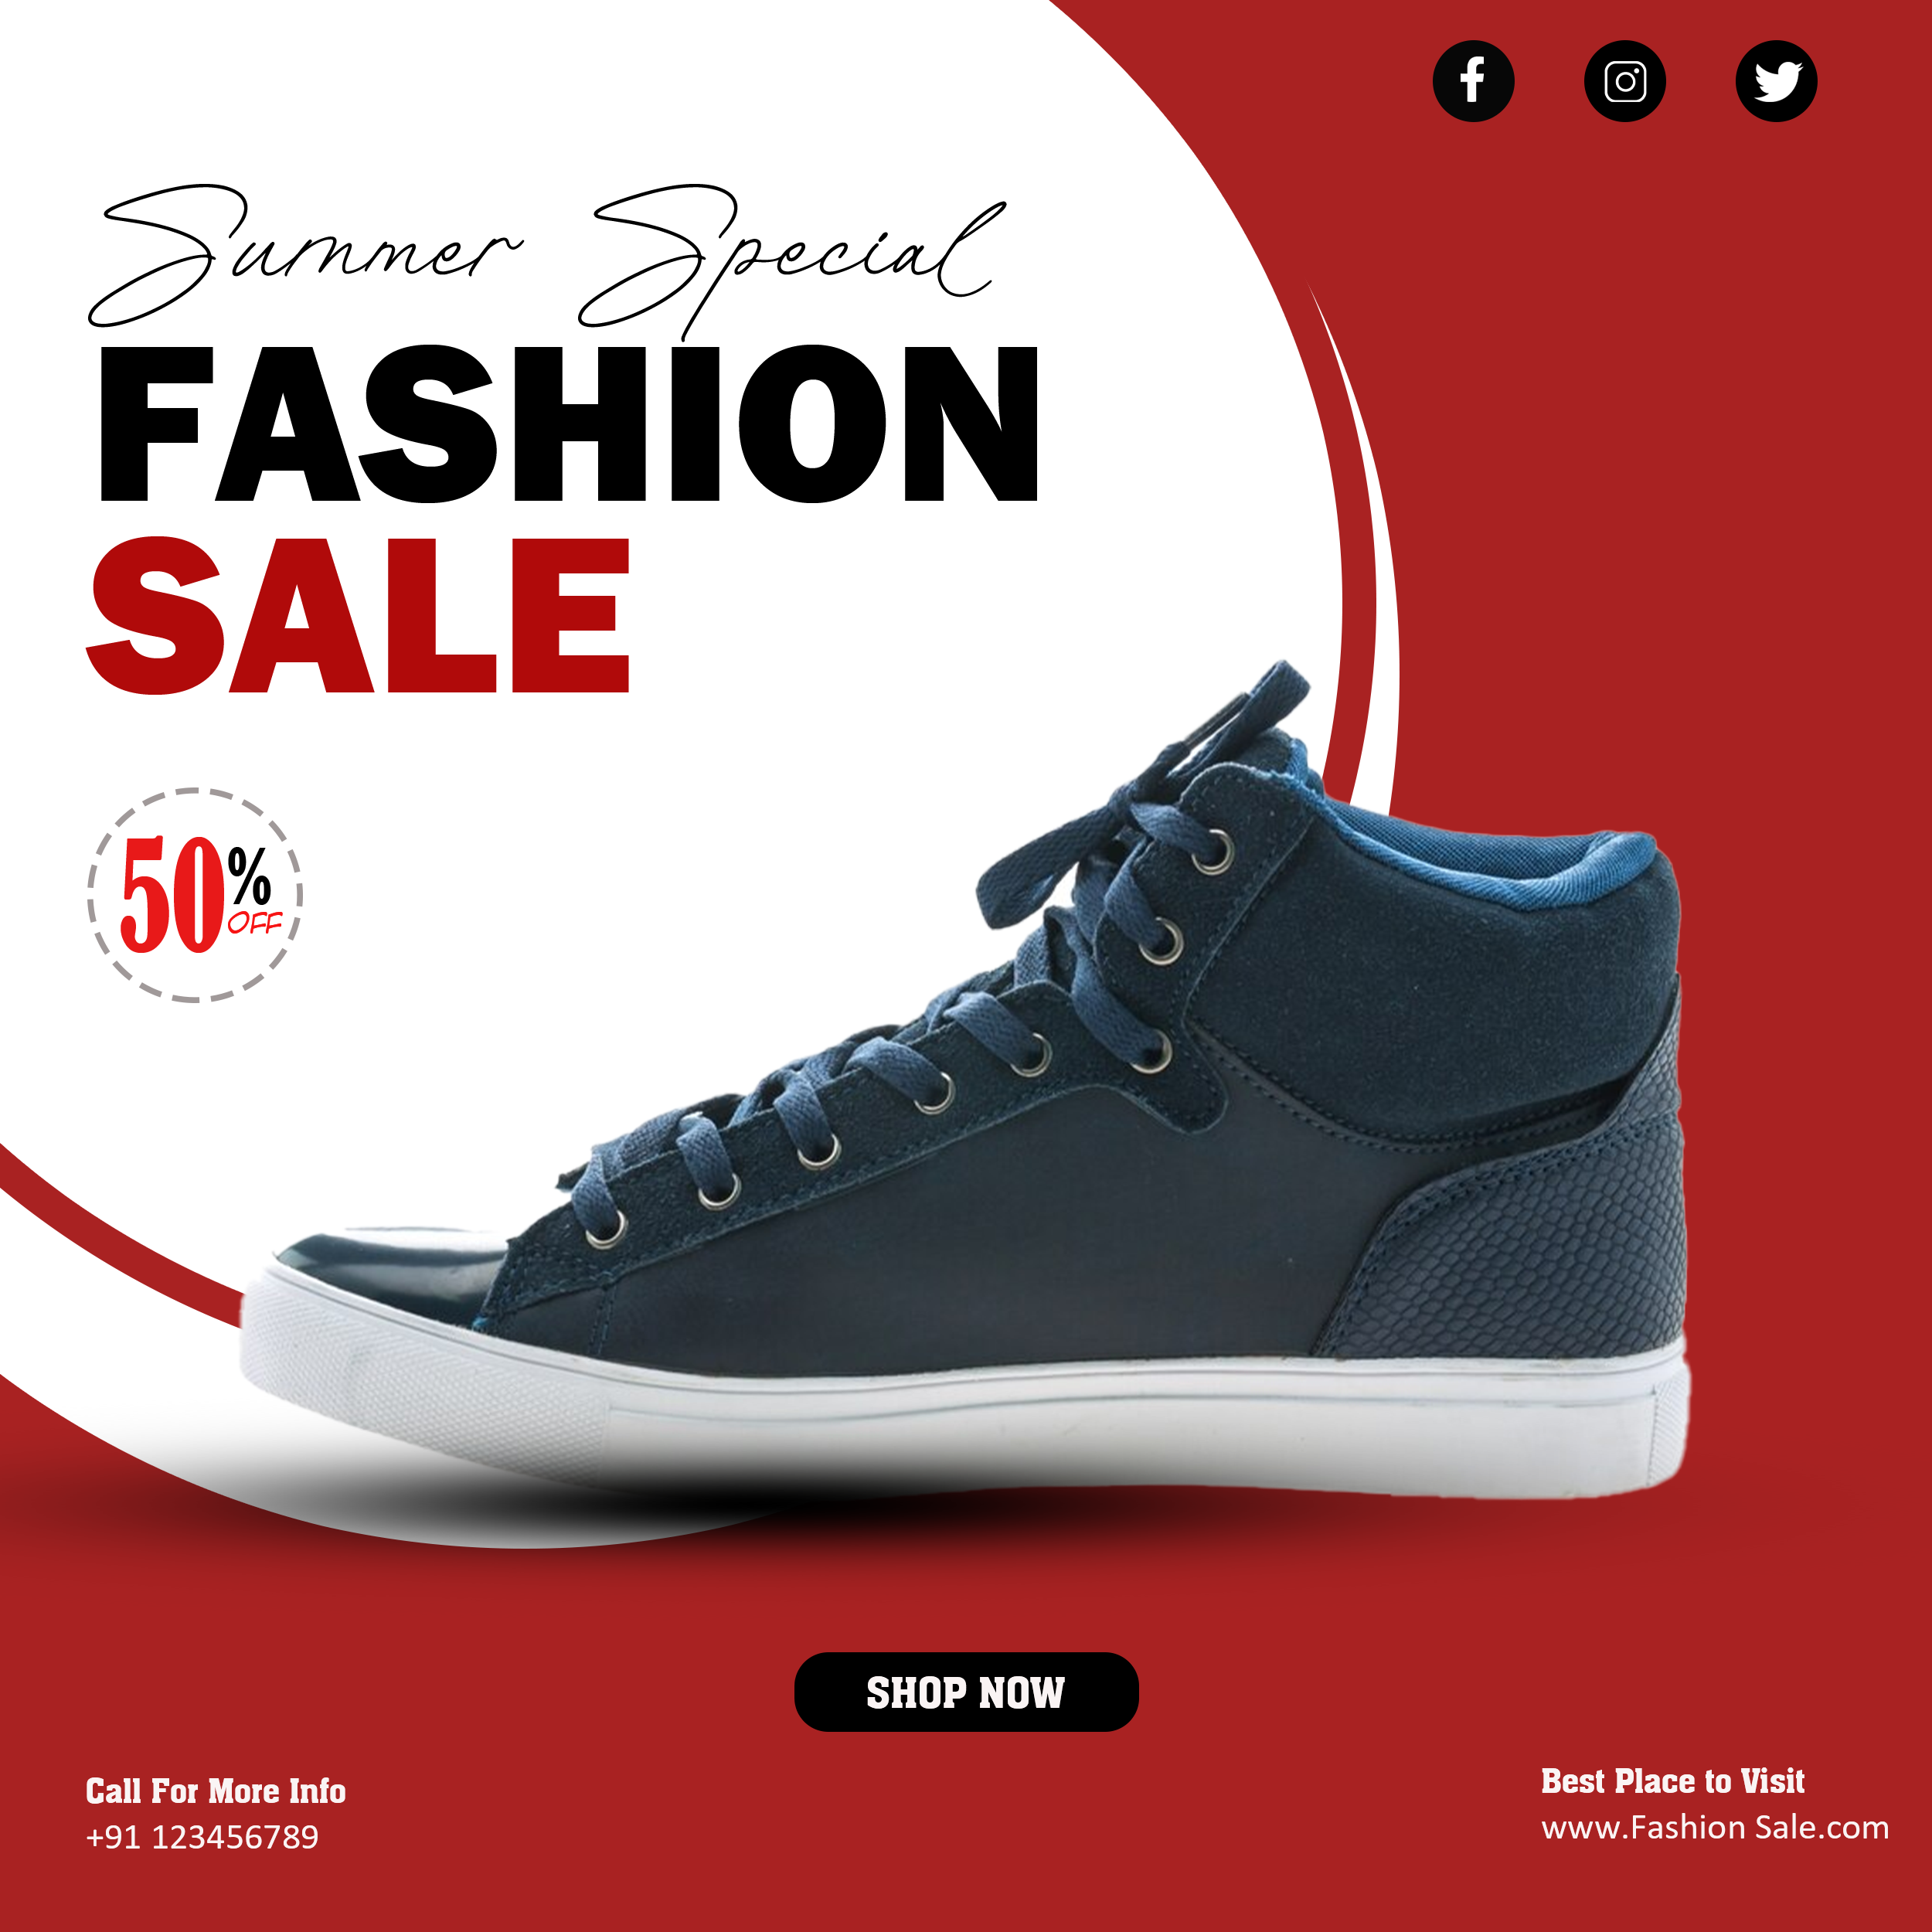 Summer Special
FASHION
SALE
50%
OFF
SHOP NOW
Call For More Info
+91 123456789
Best Place to Visit
www.Fashion Sale.com